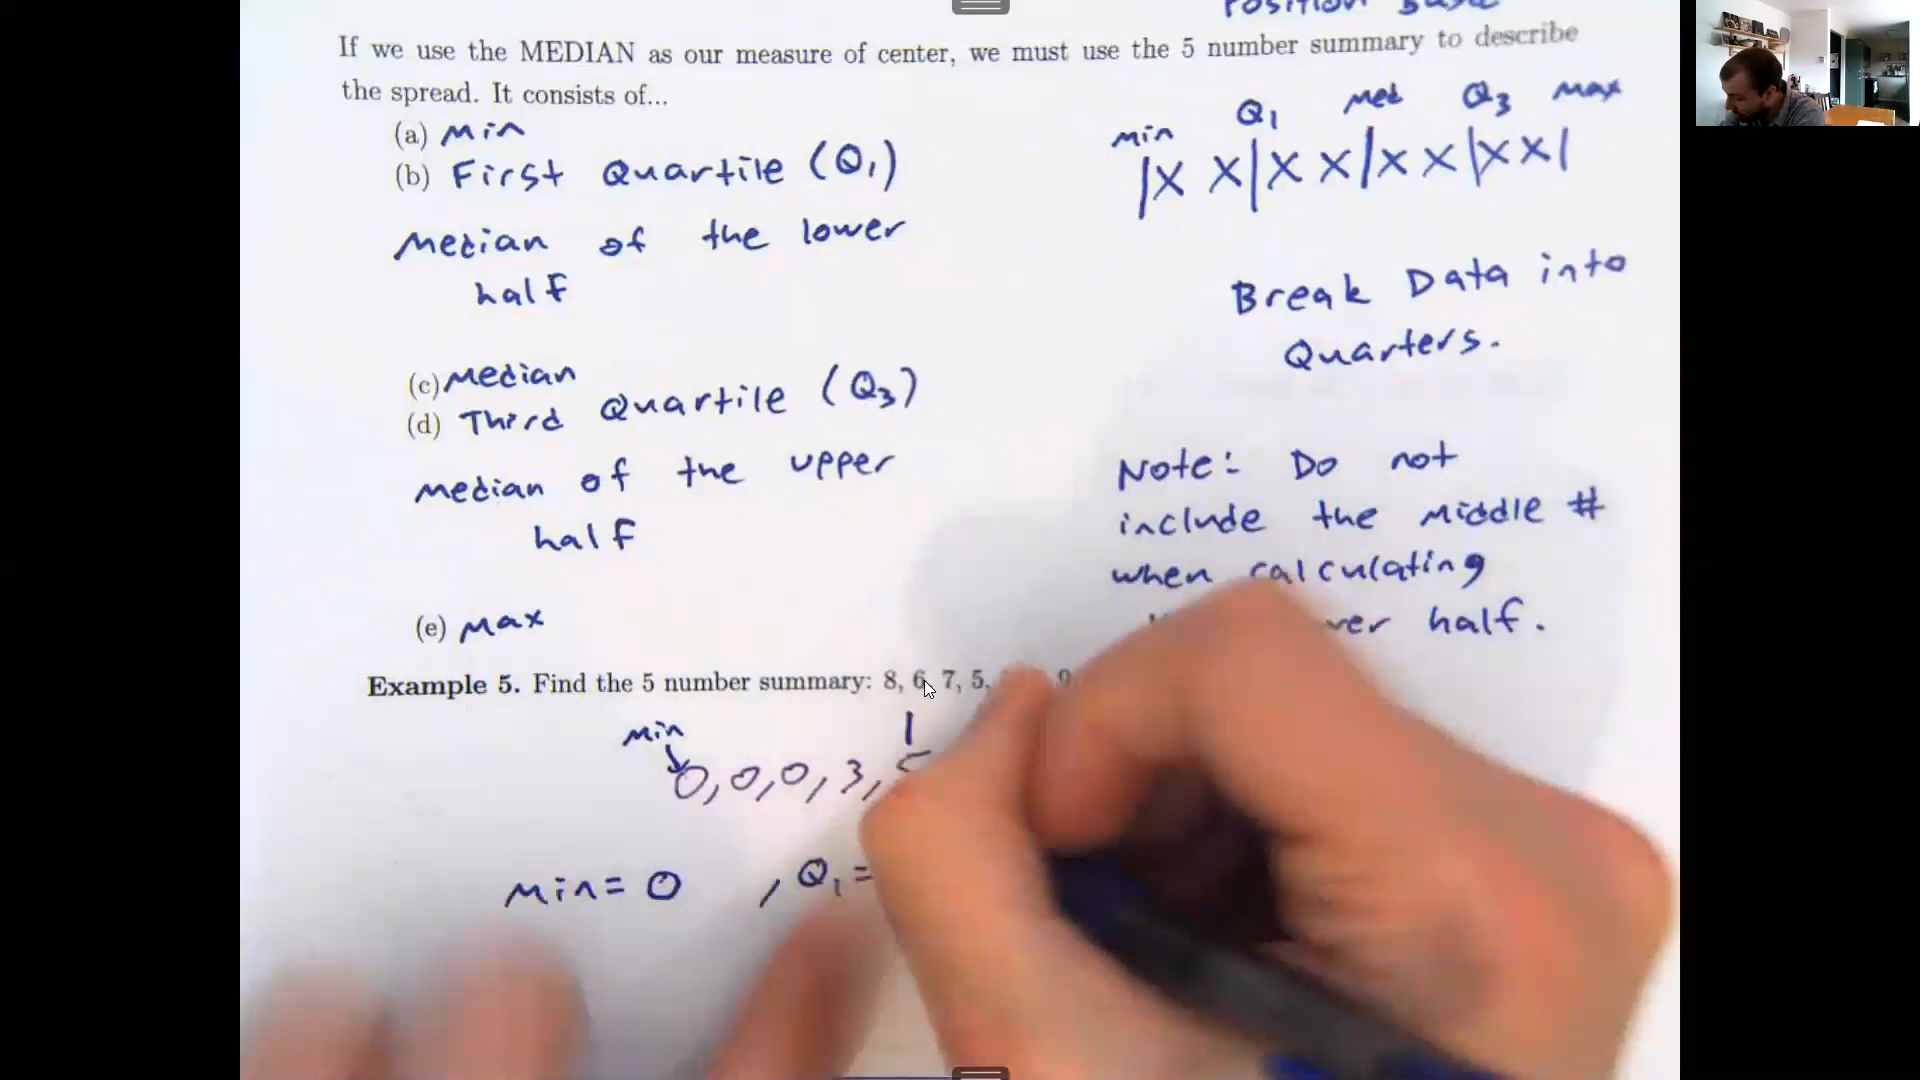 Position Base
If we use the MEDIAN as our measure of center, we must use the 5 number summary to describe
the spread. It consists of...
(a) Min
(b) First Quartile (Q1)
Median of the lower
half
(c) Median
(d) Third Quartile (Q3)
Median of the upper
half
(e) Max
min Q1 med Q3 max
|X X|X X|X X|X X|
Break Data into
Quarters.
Note: Do not
include the middle #
when calculating
half.
Example 5. Find the 5 number summary: 8, 6, 7, 5, 9
Min
0, 0, 0, 3, 5
Min = 0 , Q1 =